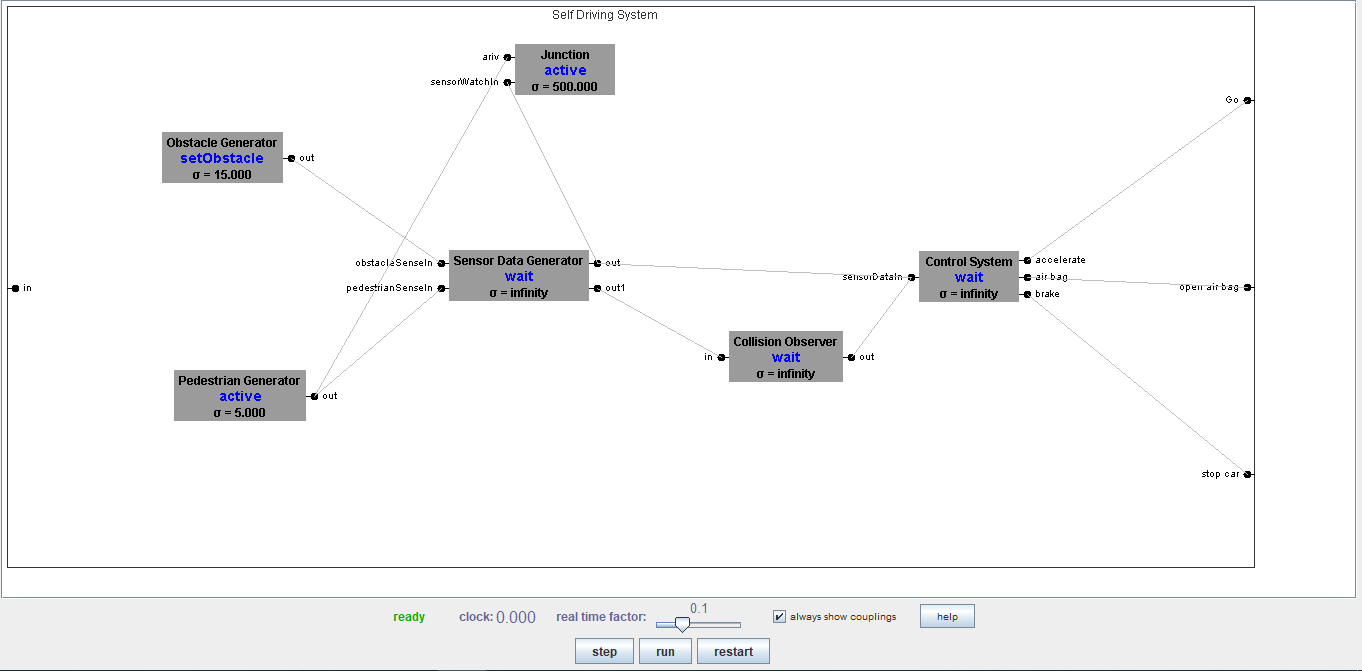 Self Driving System
ariv
Junction
active
σ = 500.000
sensorWatchIn
Go
Obstacle Generator
setObstacle
σ = 15.000
out
obstacleSenseIn
Sensor Data Generator
wait
σ = infinity
out
pedestrianSenseIn
out1
sensorDataIn
Control System
wait
σ = infinity
accelerate
air bag
brake
in
open air bag
in
Collision Observer
wait
σ = infinity
out
Pedestrian Generator
active
σ = 5.000
out
stop car
ready
clock: 0.000
real time factor:
0.1
always show couplings
help
step
run
restart